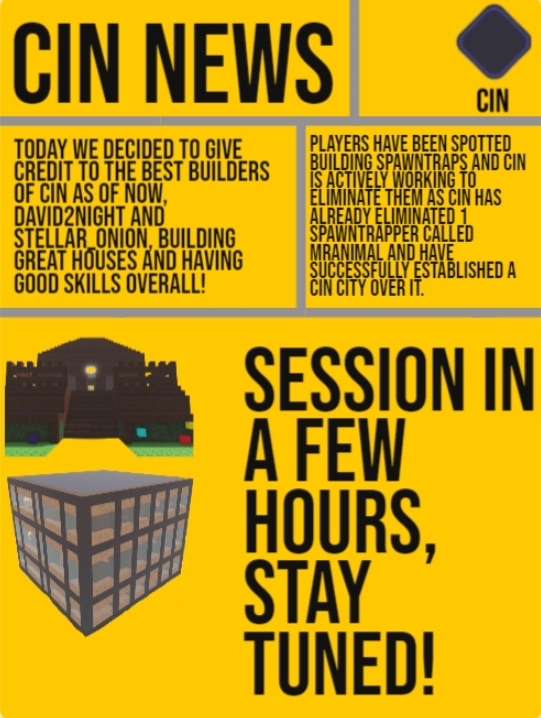 CIN NEWS
CIN
TODAY WE DECIDED TO GIVE
CREDIT TO THE BEST BUILDERS
OF CIN AS OF NOW,
DAVID2NIGHT AND
STELLAR_ONION, BUILDING
GREAT HOUSES AND HAVING
GOOD SKILLS OVERALL!
PLAYERS HAVE BEEN SPOTTED
BUILDING SPAWNTRAPS AND CIN
IS ACTIVELY WORKING TO
ELIMINATE THEM AS CIN HAS
ALREADY ELIMINATED 1
SPAWNTRAPPER CALLED
MRANIMAL AND HAVE
SUCCESSFULLY ESTABLISHED A
CIN CITY OVER IT.
SESSION IN
A FEW
HOURS,
STAY
TUNED!